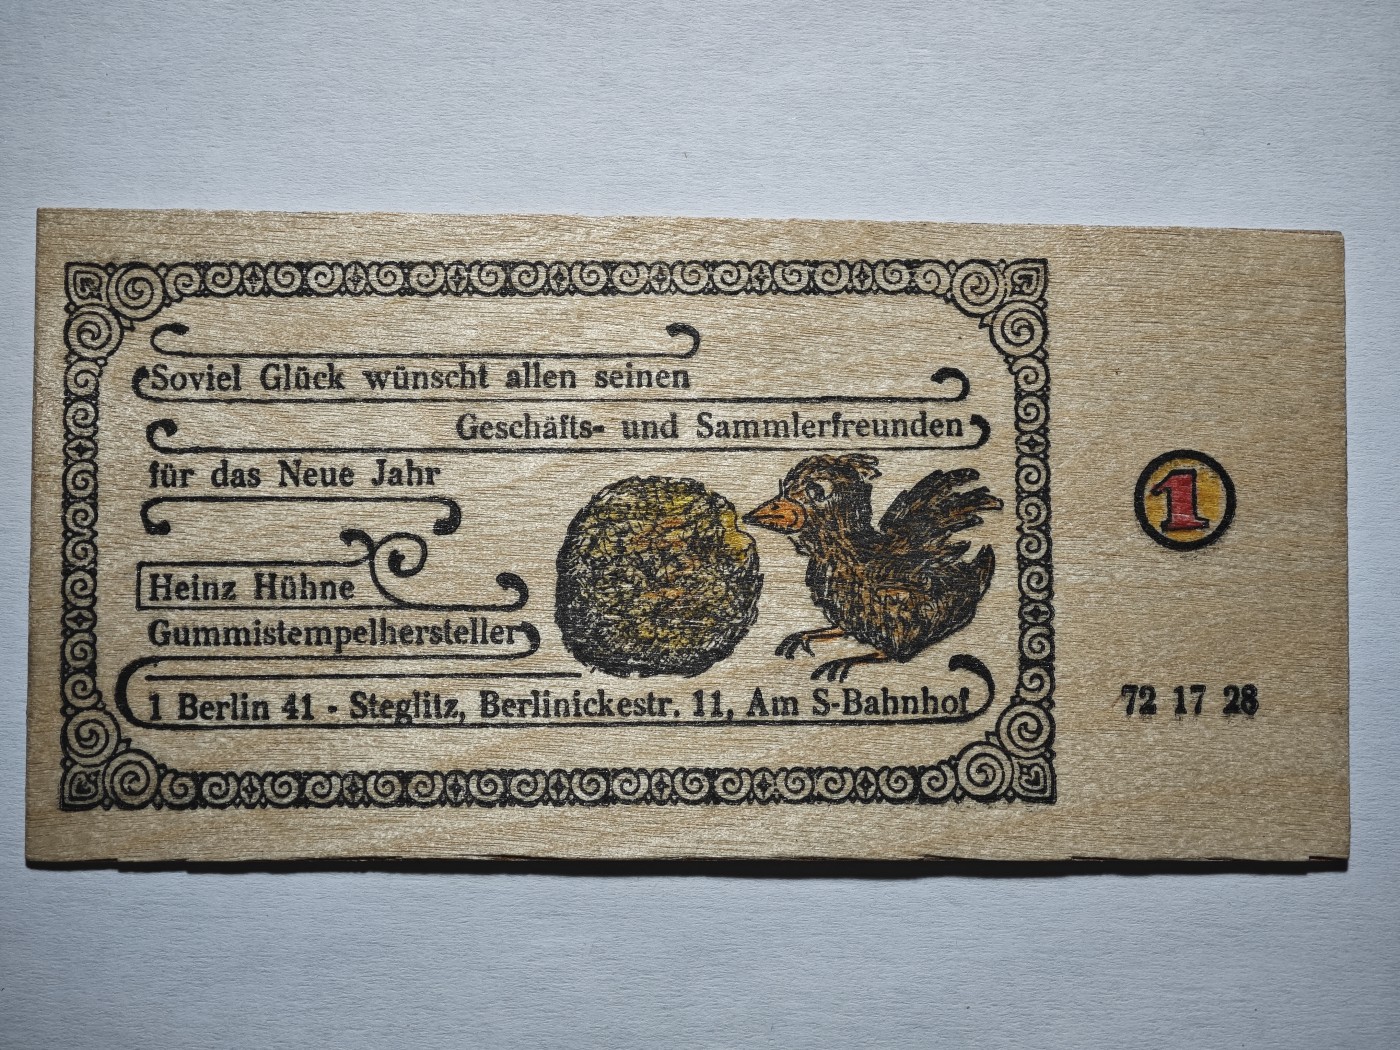 Soviel Glück wünscht allen seinen
Geschäfts- und Sammlerfreunden
für das Neue Jahr
Heinz Hühne
Gummistempelhersteller
1 Berlin 41 - Steglitz, Berlinickestr. 11, Am S-Bahnhof
1
72 17 28